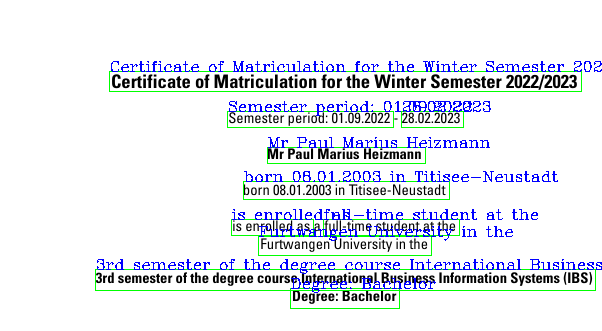 Certificate of Matriculation for the Winter Semester 202
Certificate of Matriculation for the Winter Semester 2022/2023
Semester period: 01.09.2022 28.02.2023
Semester period: 01.09.2022 - 28.02.2023
Mr Paul Marius Heizmann
Mr Paul Marius Heizmann
born 08.01.2003 in Titisee-Neustadt
born 08.01.2003 in Titisee-Neustadt
is enrolled as a full-time student at the
is enrolled as a full-time student at the
Furtwangen University in the
Furtwangen University in the
3rd semester of the degree course International Business
3rd semester of the degree course International Business Information Systems (IBS)
Degree: Bachelor
Degree: Bachelor